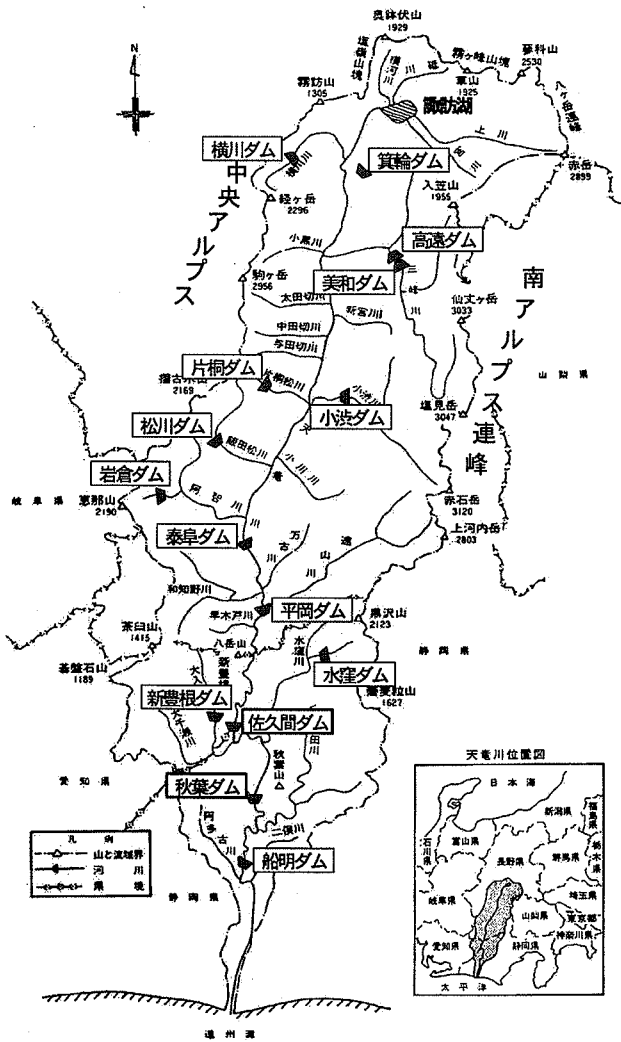 奥鉢伏山
1929
塩嶺山塊
霧ヶ峰山塊
蓼科山
2530
N
横河川
砥川
車山
1925
八ヶ岳連峰
霧訪山
1305
諏訪湖
上川
宮川
横川ダム
横川川
箕輪ダム
赤岳
2899
入笠山
1955
経ヶ岳
2296
中央アルプス
小黒川
高遠ダム
三峰川
美和ダム
駒ヶ岳
2956
太田切川
新宮川
中田切川
与田切川
仙丈ヶ岳
3033
南アルプス連峰
山梨県
片桐ダム
片桐松川
2169
小渋川
小渋ダム
塩見岳
3047
松川ダム
飯田松川
天竜川
小川川
岩倉ダム
岐阜県
恵那山
2190
阿智川
赤石岳
3120
泰阜ダム
万古川
遠山川
上河内岳
2803
和知野川
早木戸川
平岡ダム
黒沢山
2123
茶臼山
1415
八岳山
水窪川
静岡県
碁盤石山
1189
水窪ダム
蕎麦粒山
1627
新豊根ダム
大入
佐久間ダム
愛知県
秋葉山
秋葉ダム
阿多古川
二俣川
船明ダム
静岡県
遠州灘
凡例
山と流域界
河川
県境
天竜川位置図
日本海
新潟県
福島県
石川県
富山県
長野県
群馬県
栃木県
岐阜県
埼玉県
山梨県
東京都
愛知県
静岡県
神奈川県
太平洋